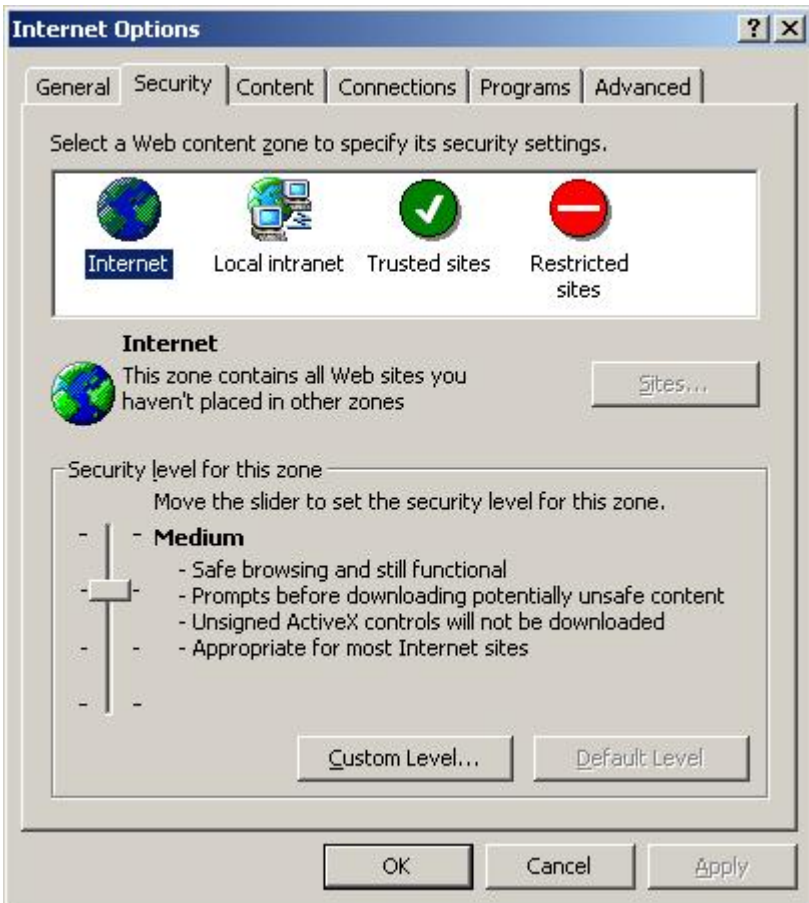 Internet Options
General Security Content Connections Programs Advanced
Select a Web content zone to specify its security settings.
Internet Local intranet Trusted sites Restricted sites
Internet
This zone contains all Web sites you
haven't placed in other zones
Sites...
Security level for this zone
Move the slider to set the security level for this zone.
Medium
- Safe browsing and still functional
- Prompts before downloading potentially unsafe content
- Unsigned ActiveX controls will not be downloaded
- Appropriate for most Internet sites
Custom Level... Default Level
OK Cancel Apply